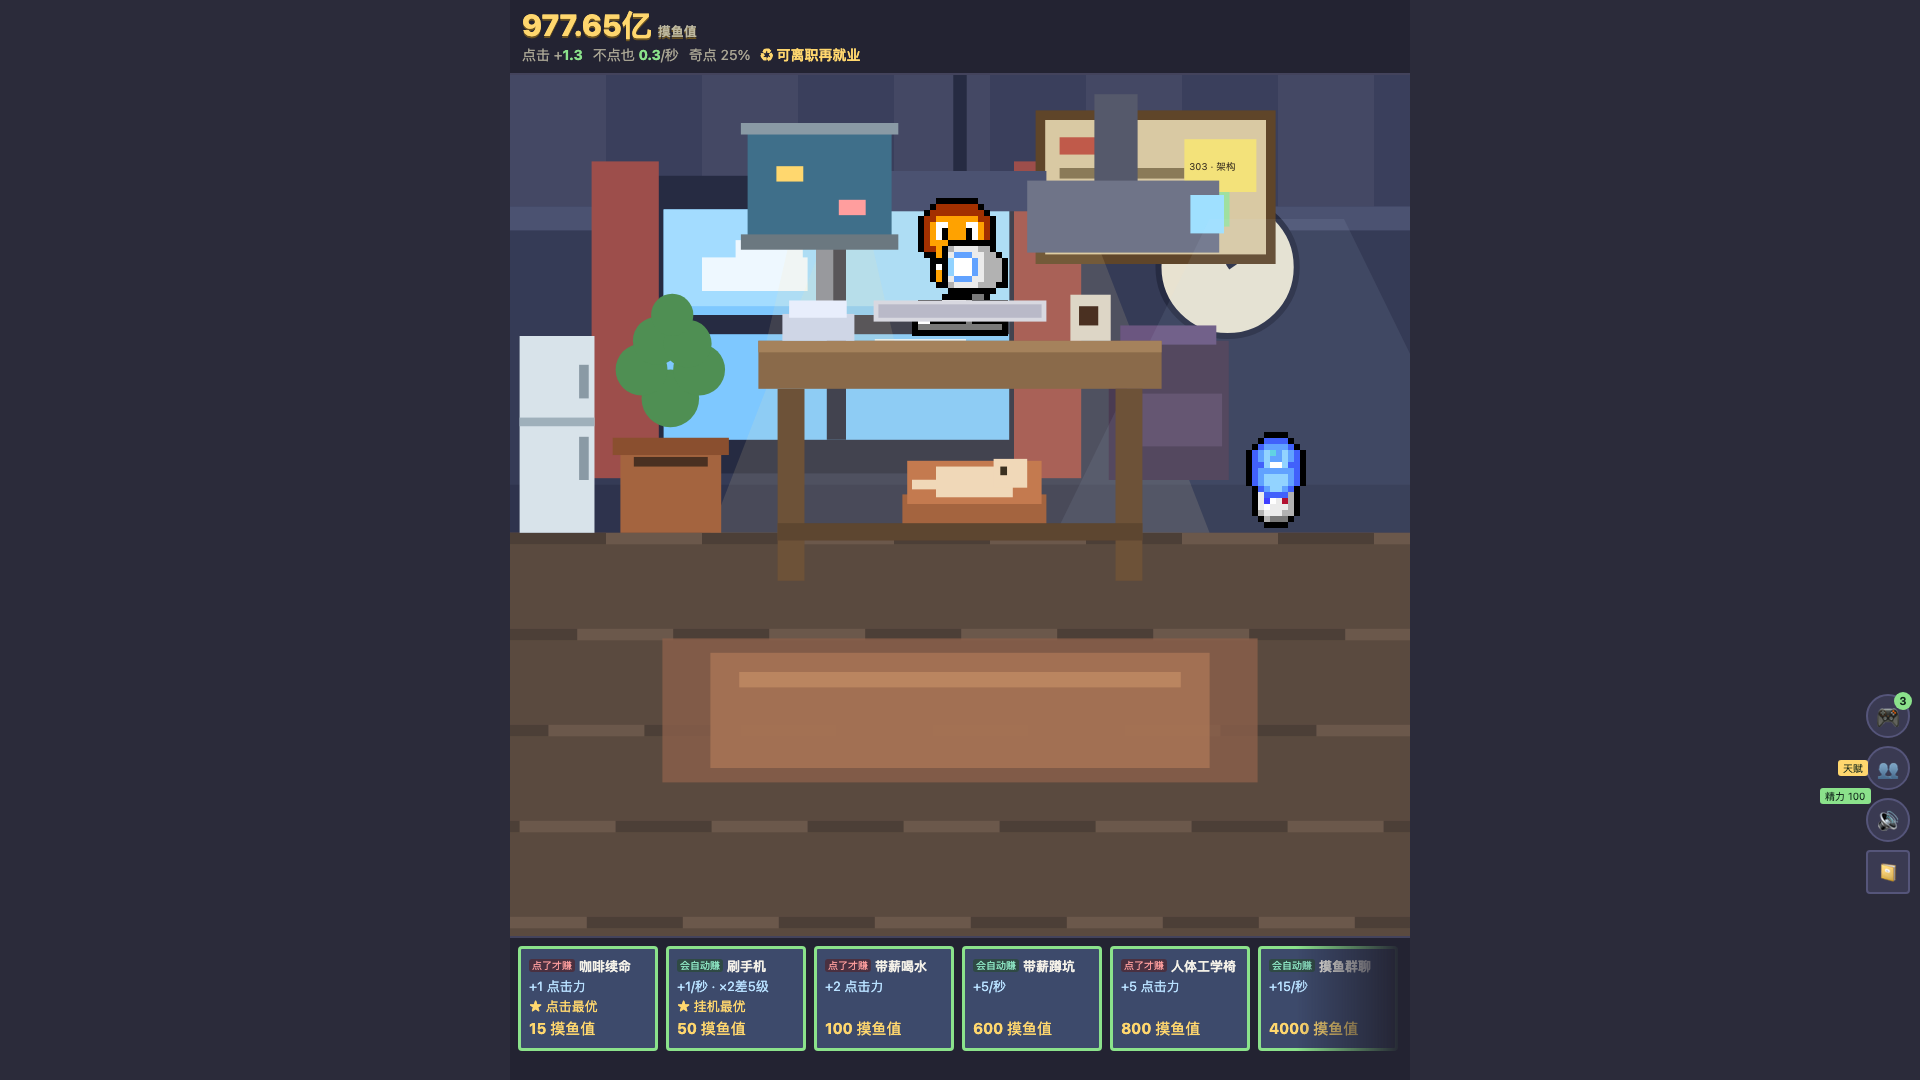 977.65亿 摸鱼值
点击 +1.3 不点也 0.3/秒 奇点 25% ♻ 可离职再就业
303 · 架构
3
天赋
精力 100
点了才赚 咖啡续命
+1 点击力
★ 点击最优
15 摸鱼值
会自动赚 刷手机
+1/秒 · ×2差5级
★ 挂机最优
50 摸鱼值
点了才赚 带薪喝水
+2 点击力
100 摸鱼值
会自动赚 带薪蹲坑
+5/秒
600 摸鱼值
点了才赚 人体工学椅
+5 点击力
800 摸鱼值
会自动赚 摸鱼群聊
+15/秒
4000 摸鱼值